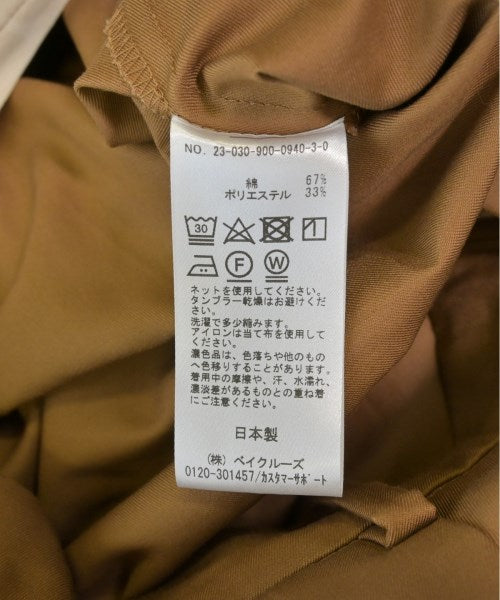 NO. 23-030-900-0940-3-0
綿 67%
ポリエステル 33%
30
F W
ネットを使用してください。
タンブラー乾燥はお避けくだ
さい。
洗濯で多少縮みます。
アイロンは当て布を使用して
ください。
濃色品は、色落ちや他のもの
へ色移りすることがあります。
着用中の摩擦や、汗、水濡れ、
濃淡差があるものとの重ね着
にご注意ください。
日本製
(株) ベイクルーズ
0120-301457/カスタマーサポート